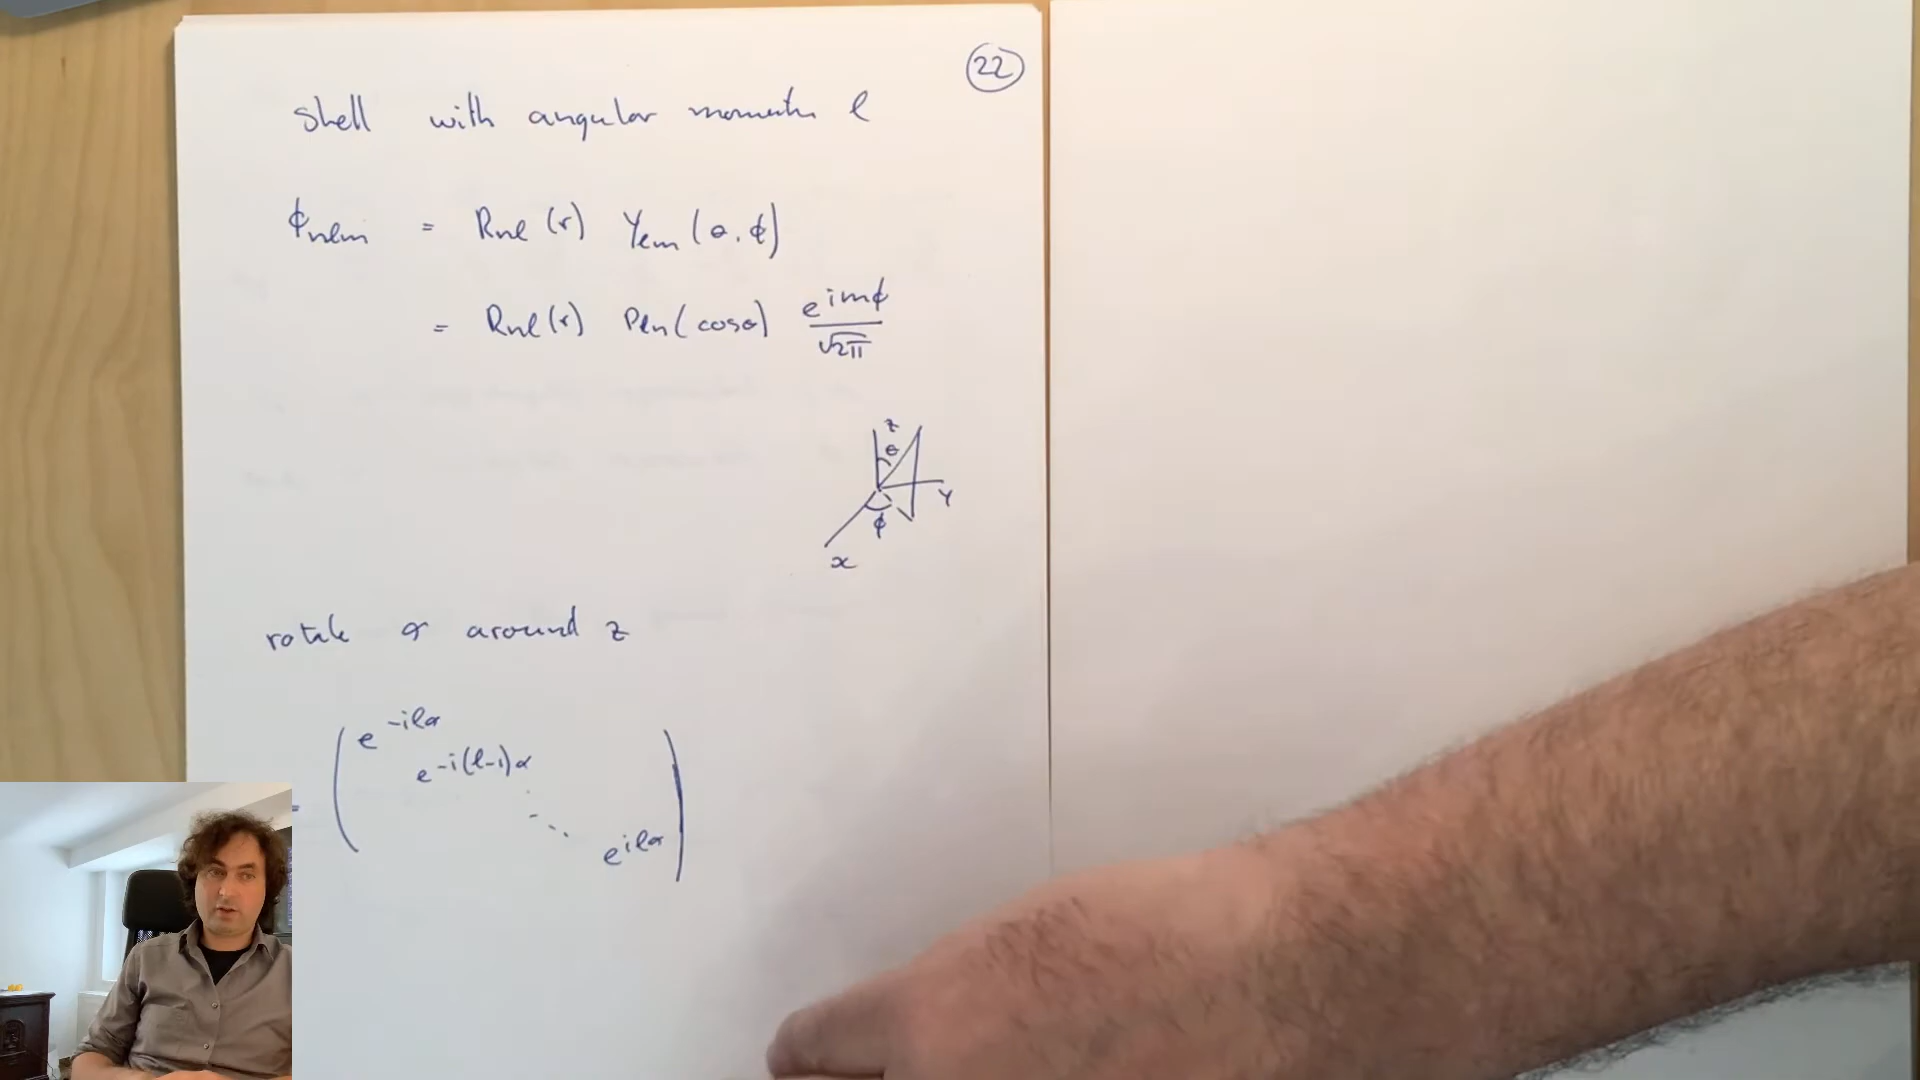 22
shell with angular momentum l
ϕnlm = Rnl(r) Ylm(θ,ϕ)
= Rnl(r) Plm(cosθ) e^{imϕ}/√2π
z
θ
y
ϕ
x
rotate α around z
= ( e^{-ilα}
e^{-i(l-1)α}
⋱
e^{ilα} )